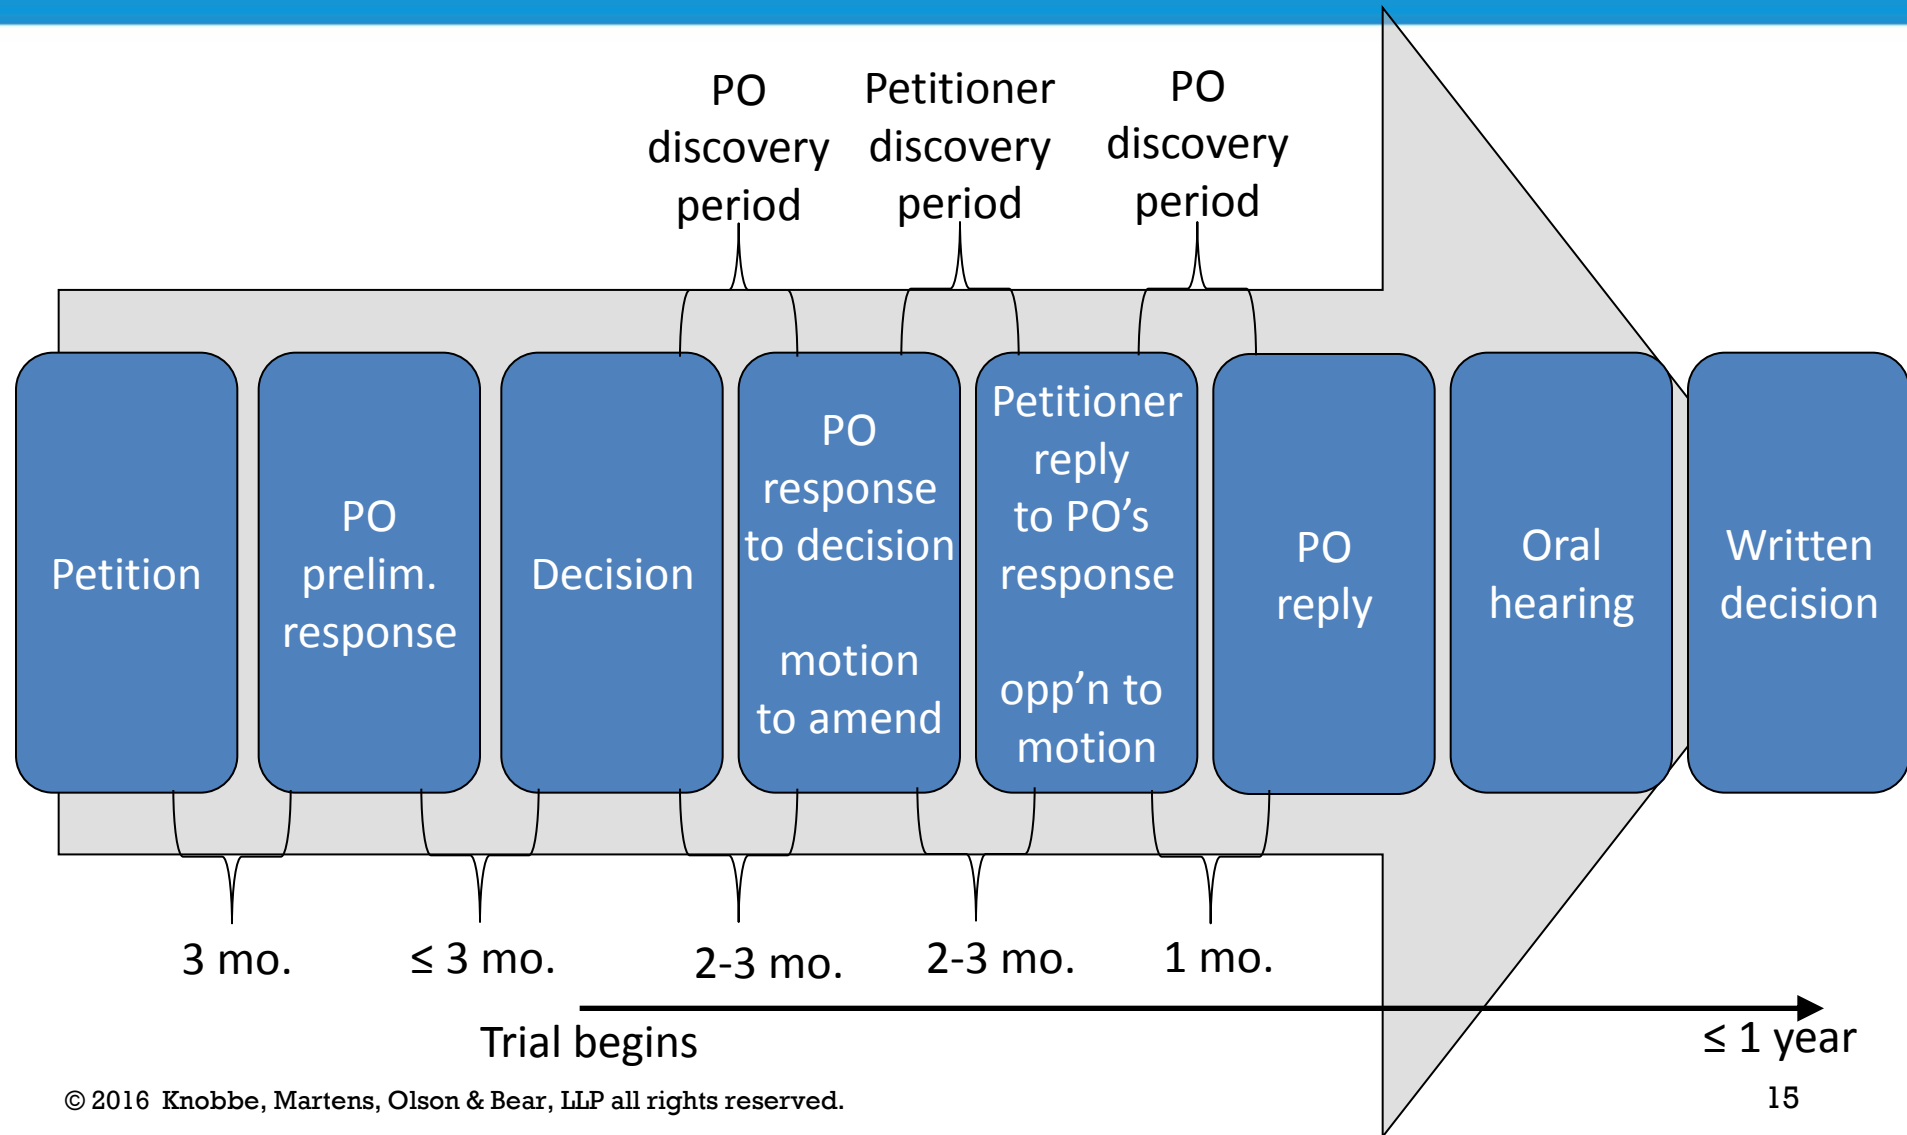 PO
discovery
period
Petitioner
discovery
period
PO
discovery
period
Petition
PO
prelim.
response
Decision
PO
response
to decision
motion
to amend
Petitioner
reply
to PO’s
response
opp’n to
motion
PO
reply
Oral
hearing
Written
decision
3 mo.
≤ 3 mo.
2-3 mo.
2-3 mo.
1 mo.
Trial begins
≤ 1 year
© 2016 Knobbe, Martens, Olson & Bear, LLP all rights reserved.
15